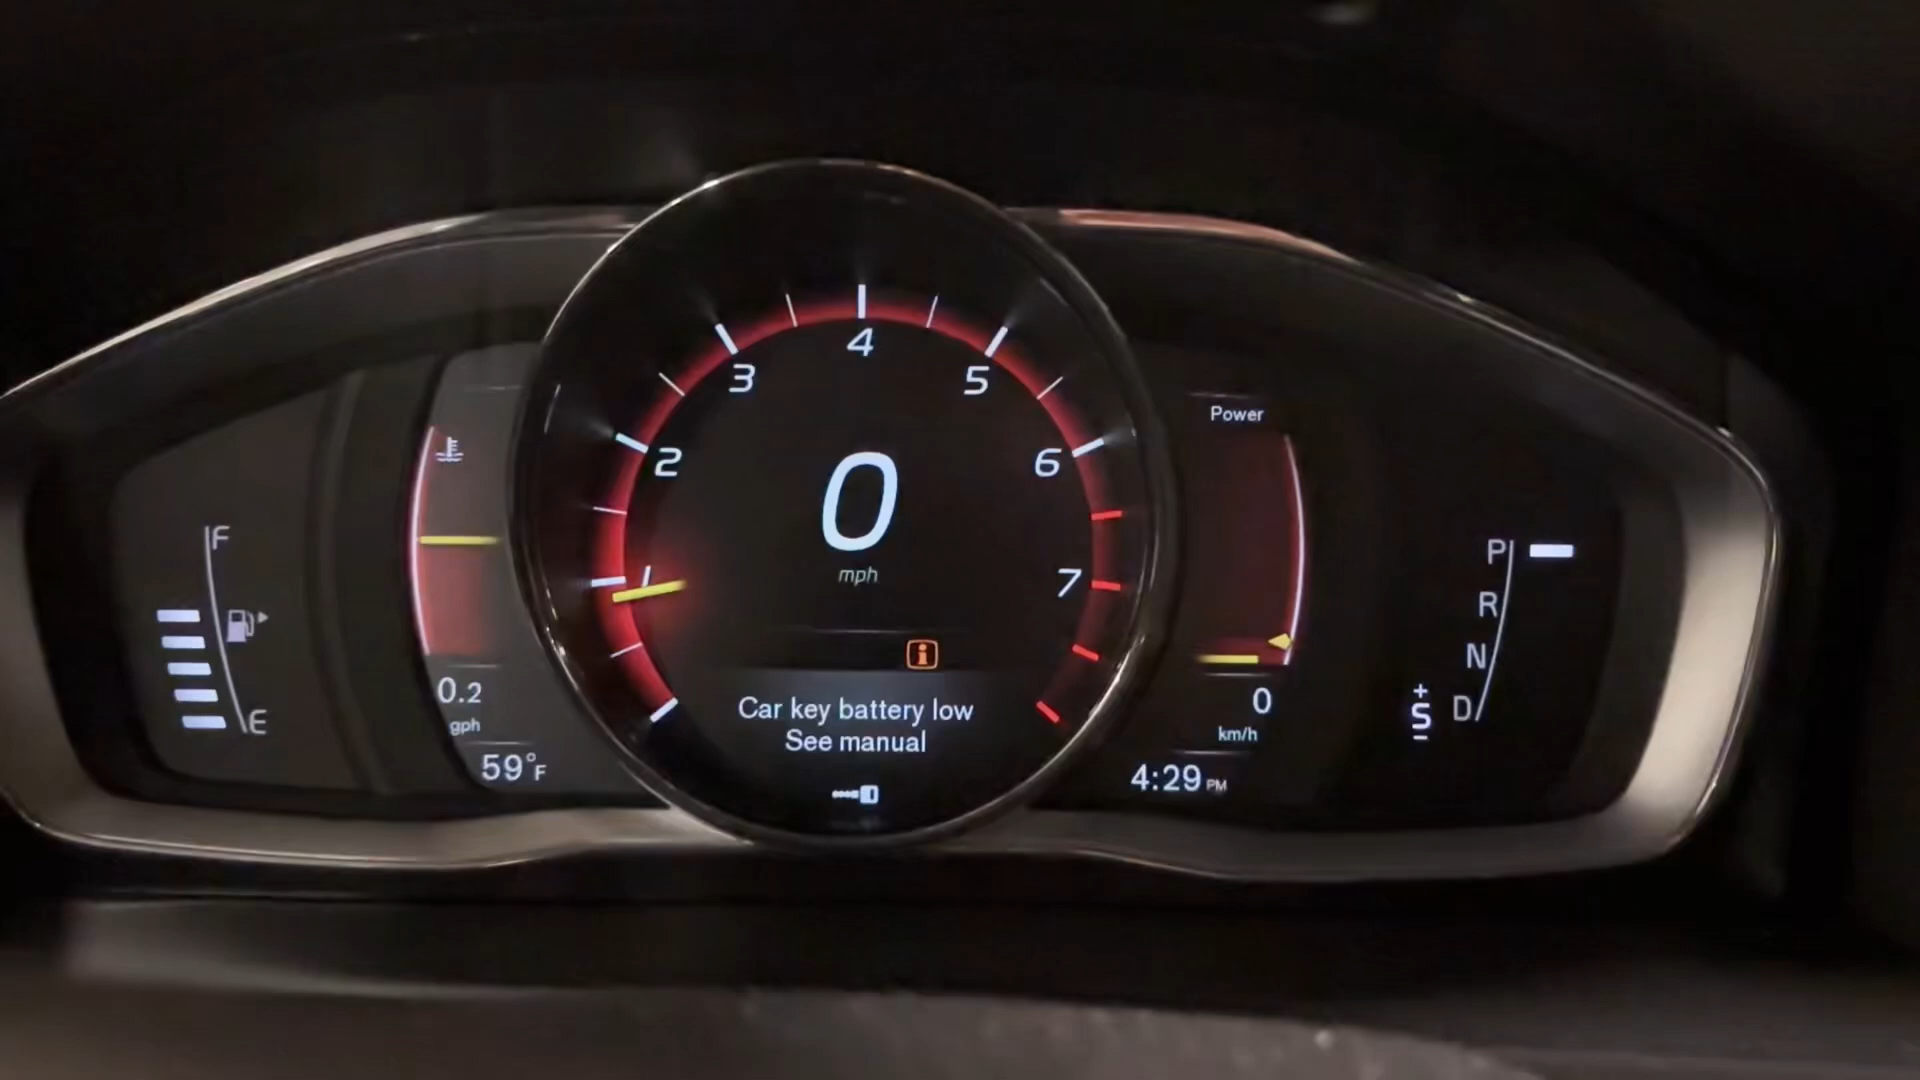 F
E
0.2
gph
59°F
1
2
3
4
5
6
7
0
mph
i
Car key battery low
See manual
Power
0
km/h
4:29 PM
P
R
N
D
+
S
-